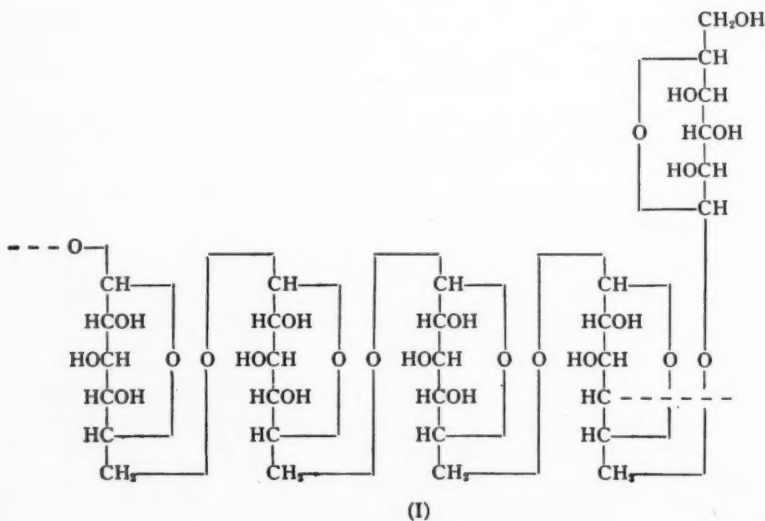 CH₂OH
CH
HOCH
O HCOH
HOCH
CH
O
CH CH CH CH
HCOH HCOH HCOH HCOH
HOCH O O HOCH O O HOCH O O HOCH O O
HCOH HCOH HCOH HC
HC HC HC HC
CH₂ CH₂ CH₂ CH₂
(I)